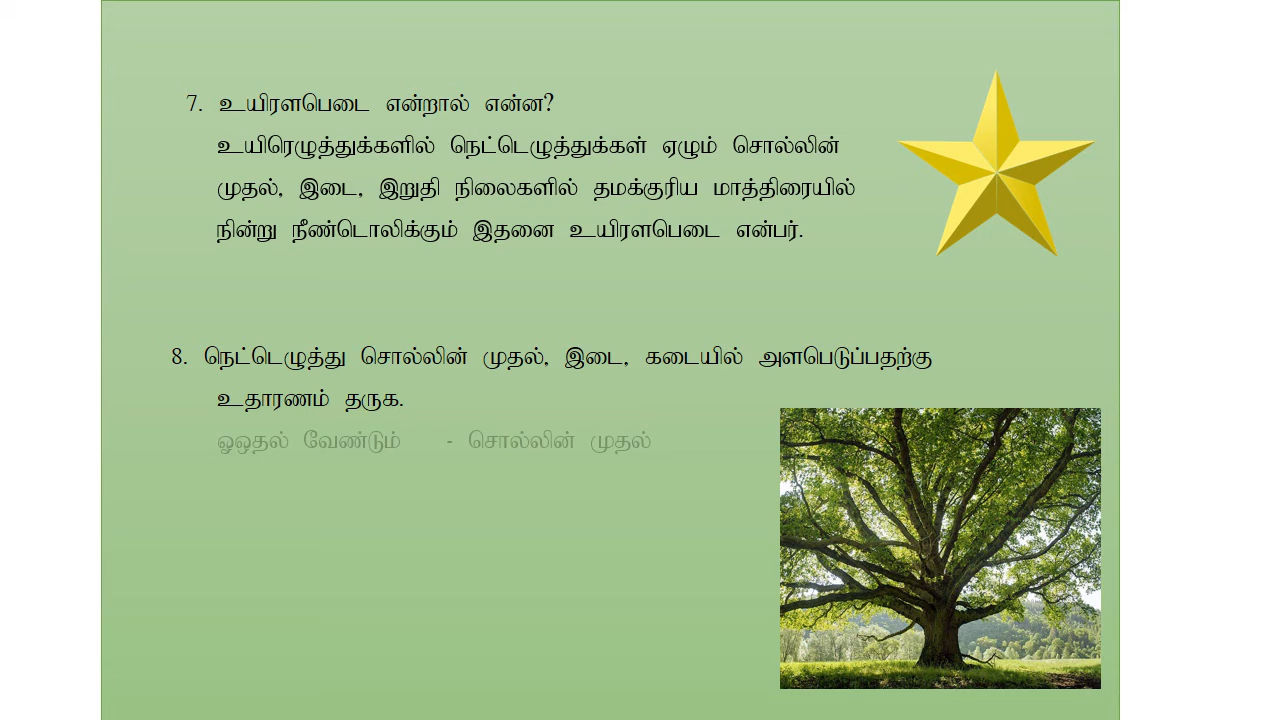 7. உயிரளபெடை என்றால் என்ன?
உயிரெழுத்துக்களில் நெட்டெழுத்துக்கள் ஏழும் சொல்லின்
முதல், இடை, இறுதி நிலைகளில் தமக்குரிய மாத்திரையில்
நின்று நீண்டொலிக்கும் இதனை உயிரளபெடை என்பர்.
8. நெட்டெழுத்து சொல்லின் முதல், இடை, கடையில் அளபெடுப்பதற்கு
உதாரணம் தருக.
ஓஒதல் வேண்டும் - சொல்லின் முதல்